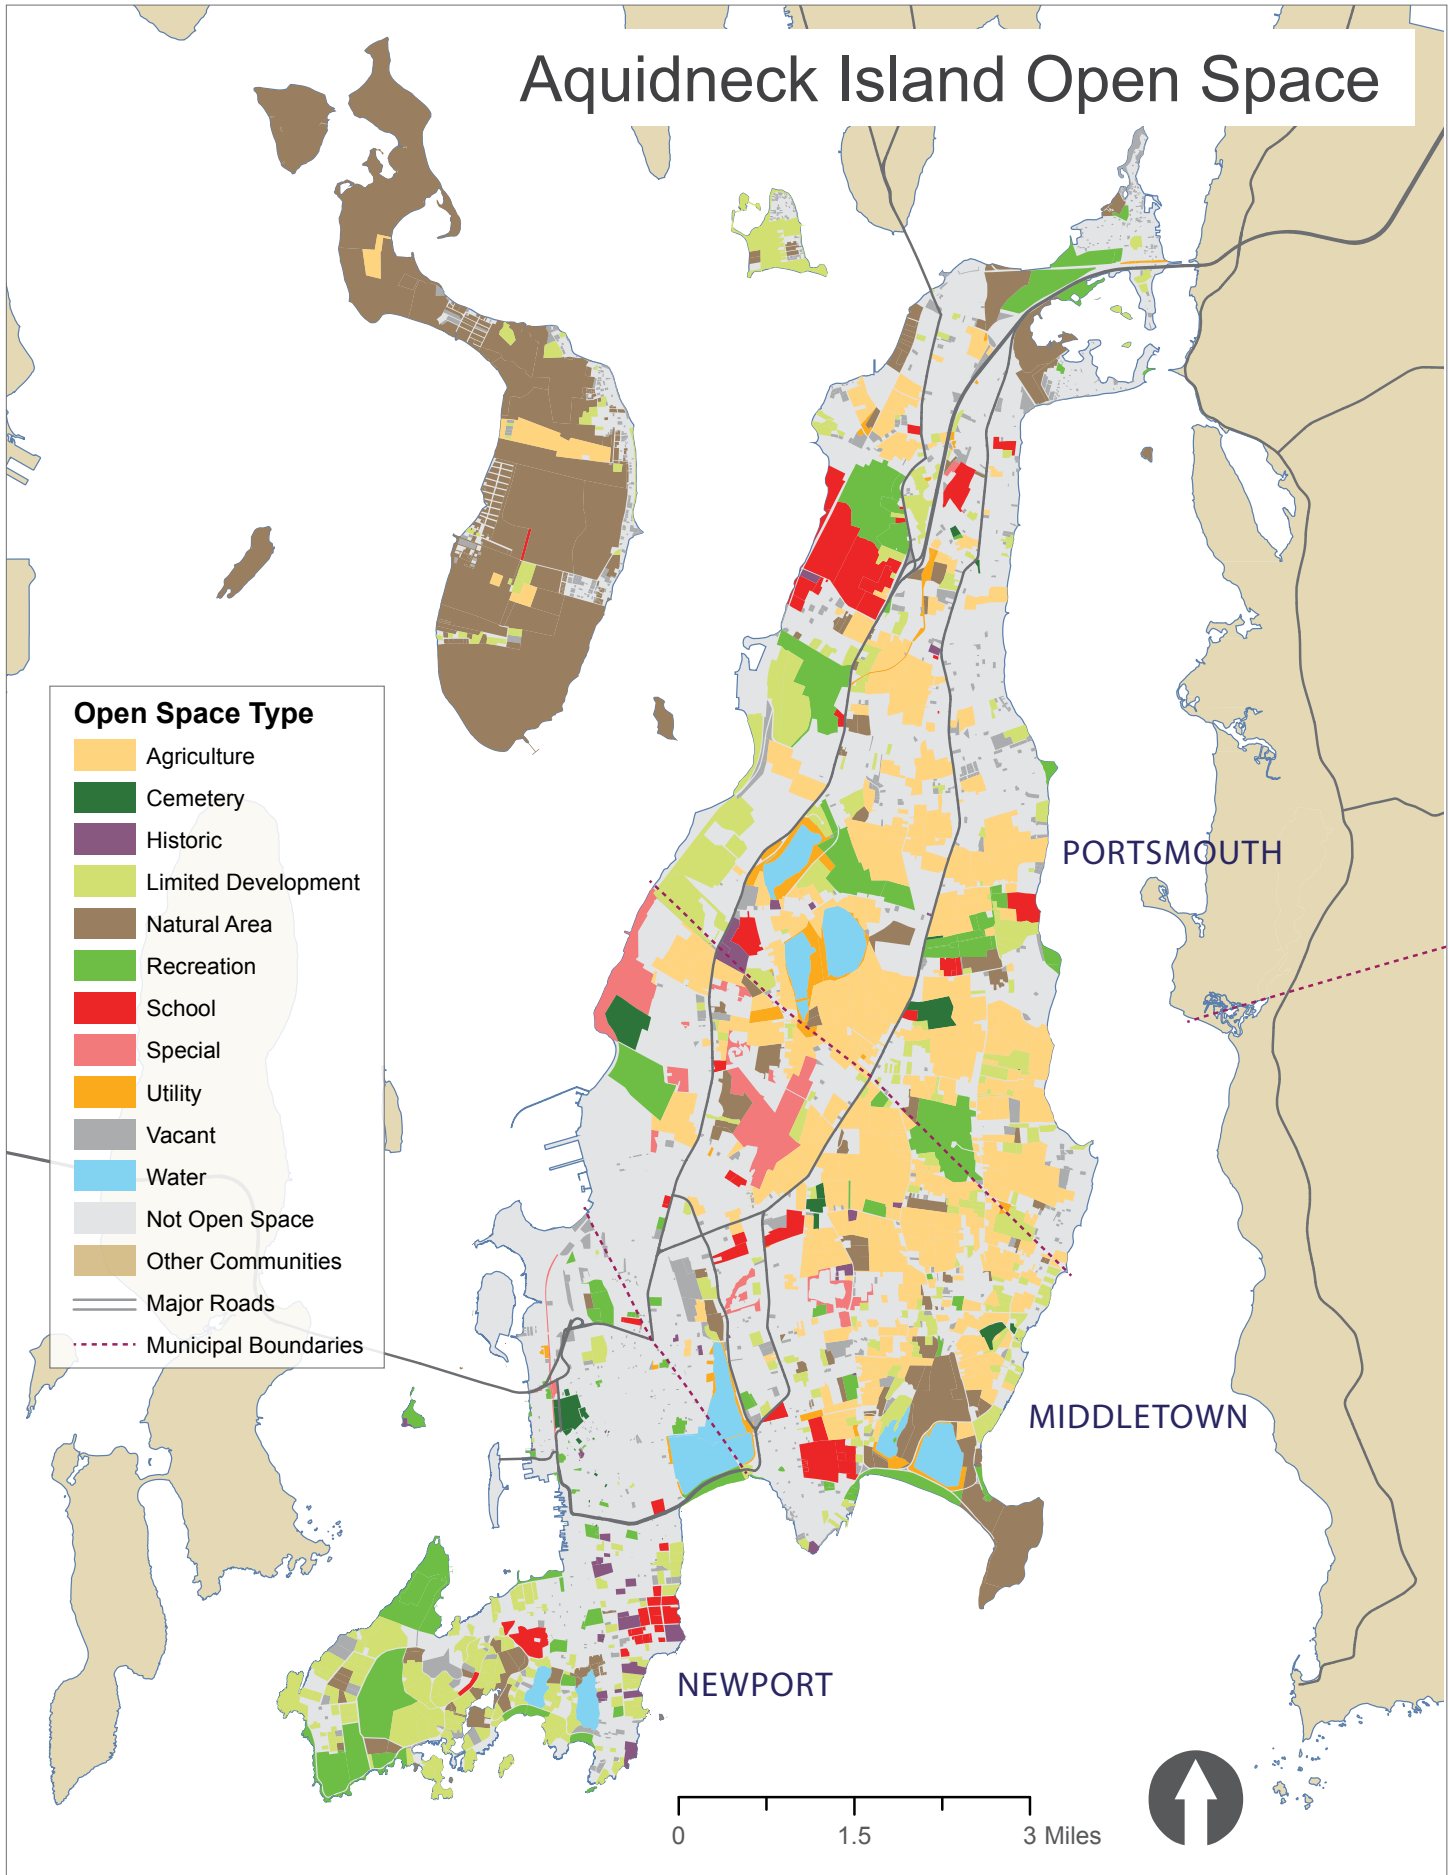 Aquidneck Island Open Space
Open Space Type
Agriculture
Cemetery
Historic
Limited Development
Natural Area
Recreation
School
Special
Utility
Vacant
Water
Not Open Space
Other Communities
Major Roads
Municipal Boundaries
PORTSMOUTH
MIDDLETOWN
NEWPORT
0 1.5 3 Miles